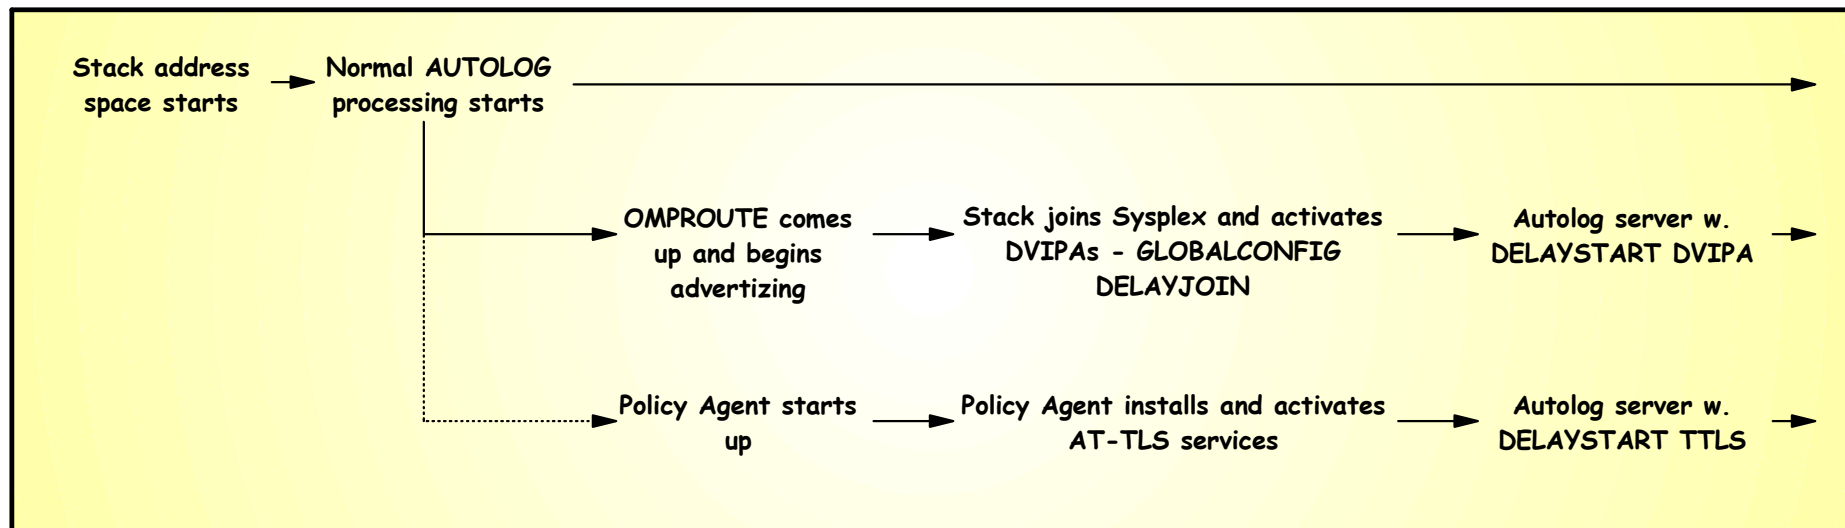 Stack address
space starts
Normal AUTOLOG
processing starts
OMPROUTE comes
up and begins
advertizing
Stack joins Sysplex and activates
DVIPAs - GLOBALCONFIG
DELAYJOIN
Autolog server w.
DELAYSTART DVIPA
Policy Agent starts
up
Policy Agent installs and activates
AT-TLS services
Autolog server w.
DELAYSTART TTLS